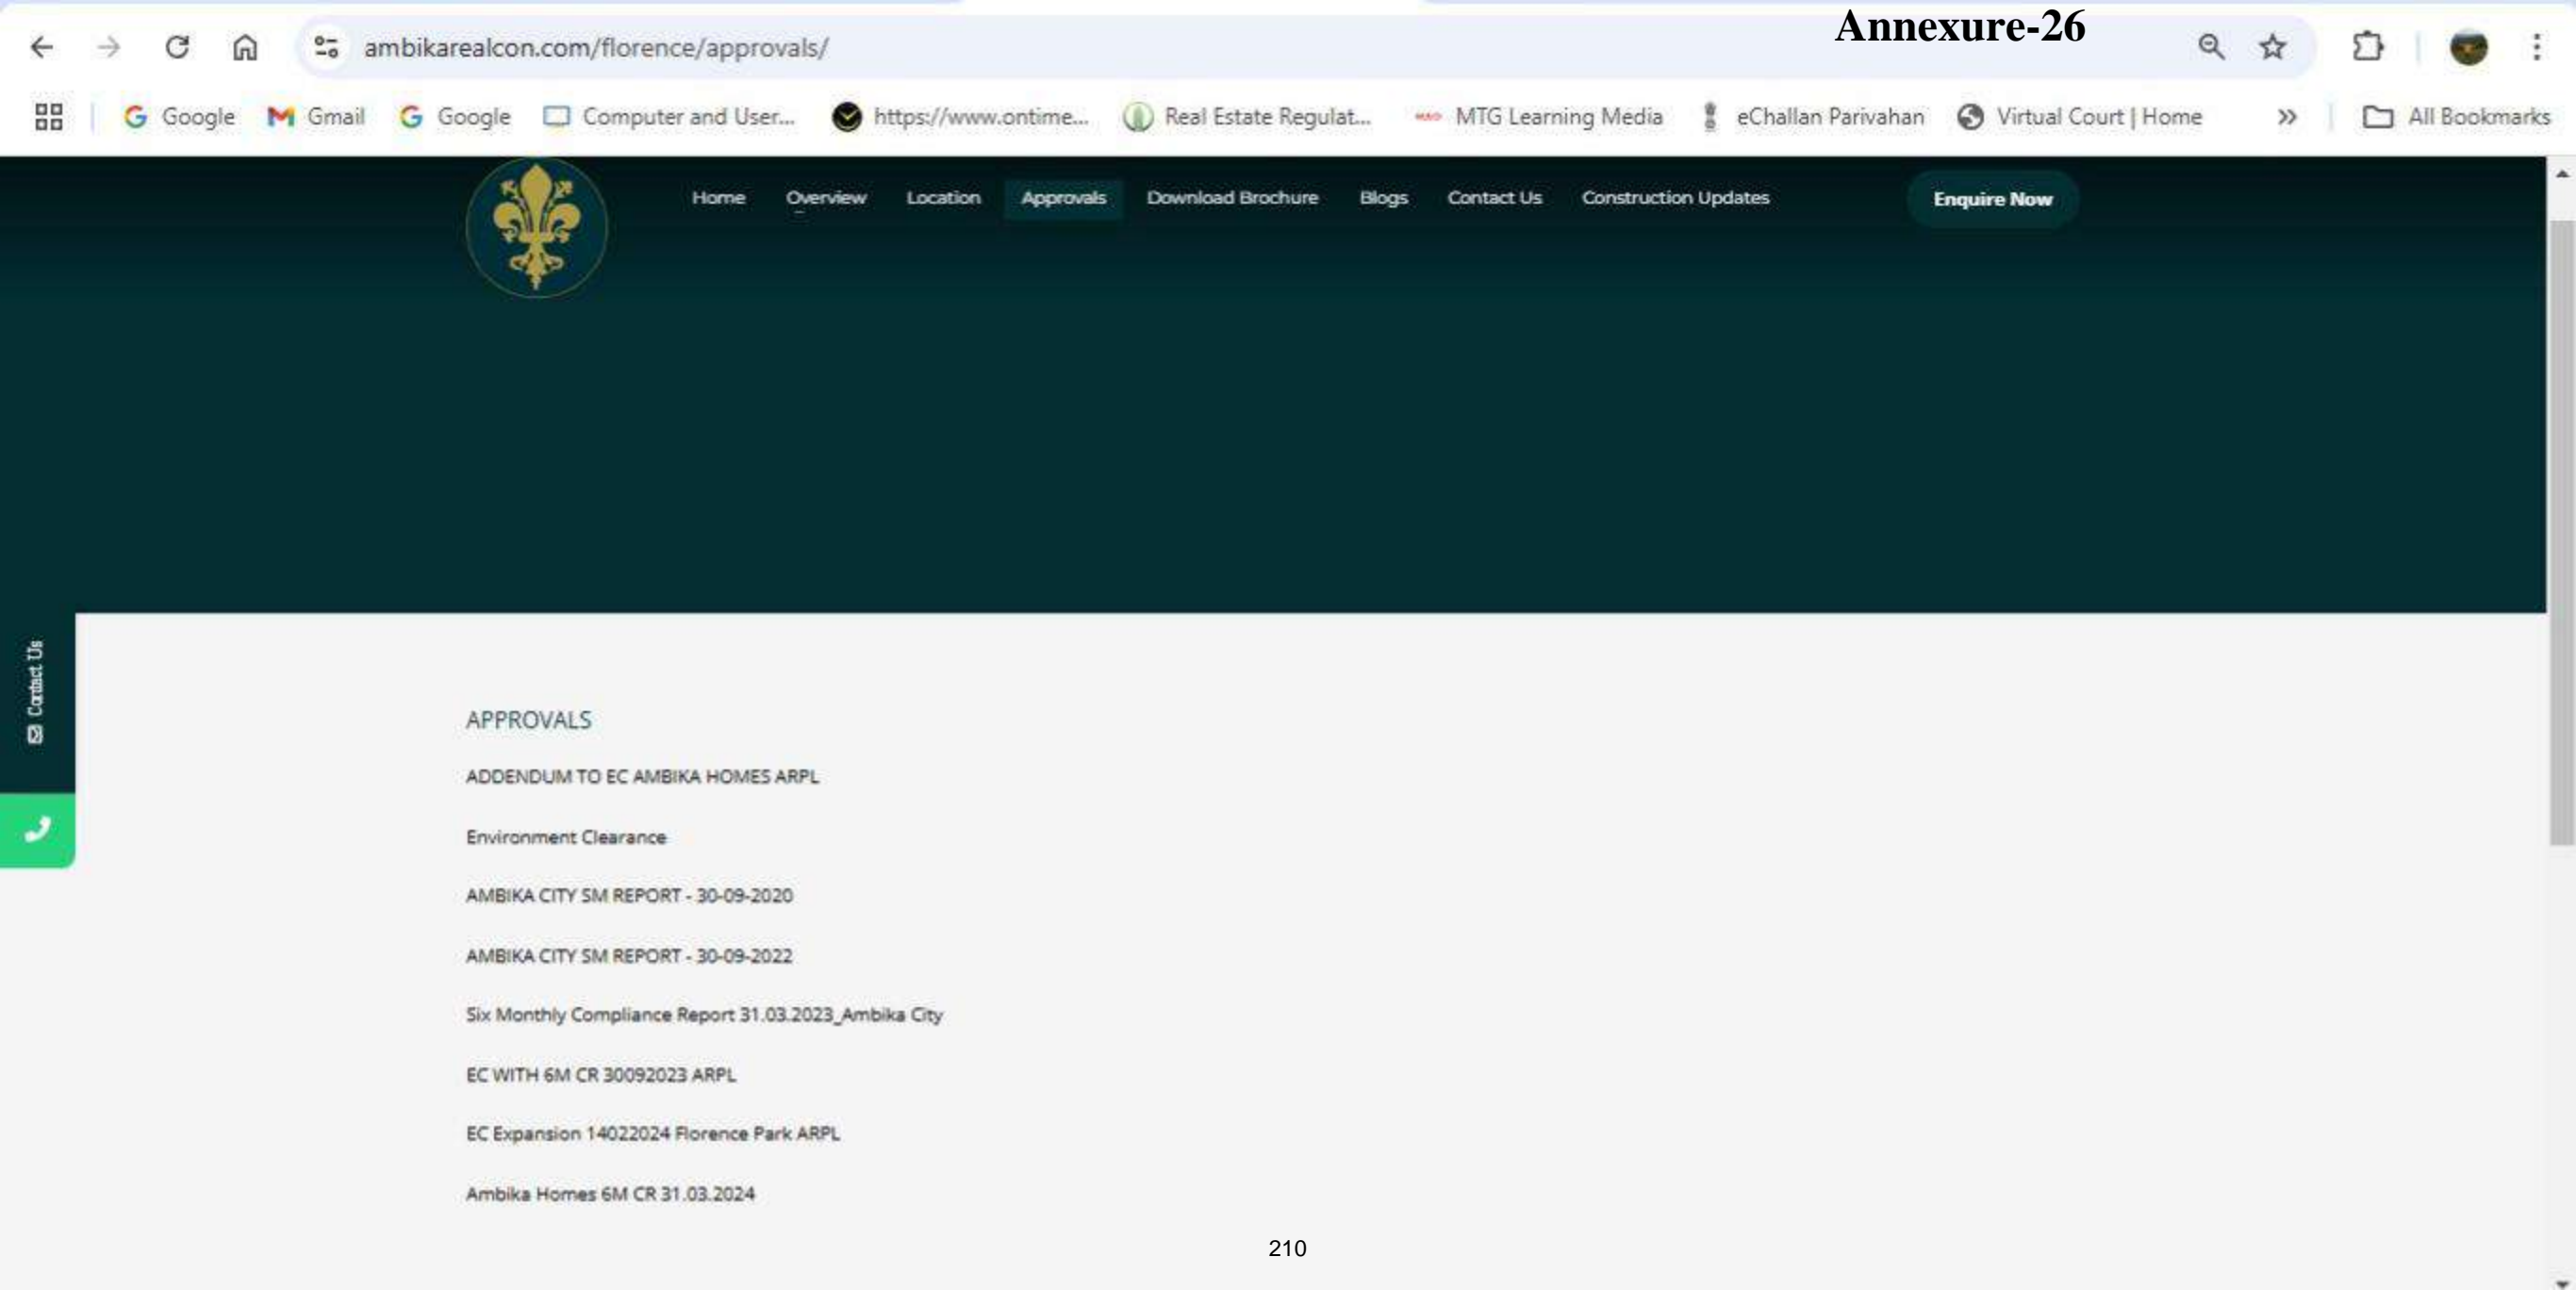 Annexure-26
ambikarealcon.com/florence/approvals/
Google Gmail Google Computer and User... https://www.ontime... Real Estate Regulat... MTG Learning Media eChallan Parivahan Virtual Court | Home All Bookmarks
Home Overview Location Approvals Download Brochure Blogs Contact Us Construction Updates Enquire Now
Contact Us
APPROVALS
ADDENDUM TO EC AMBIKA HOMES ARPL
Environment Clearance
AMBIKA CITY SM REPORT - 30-09-2020
AMBIKA CITY SM REPORT - 30-09-2022
Six Monthly Compliance Report 31.03.2023_Ambika City
EC WITH 6M CR 30092023 ARPL
EC Expansion 14022024 Florence Park ARPL
Ambika Homes 6M CR 31.03.2024
210